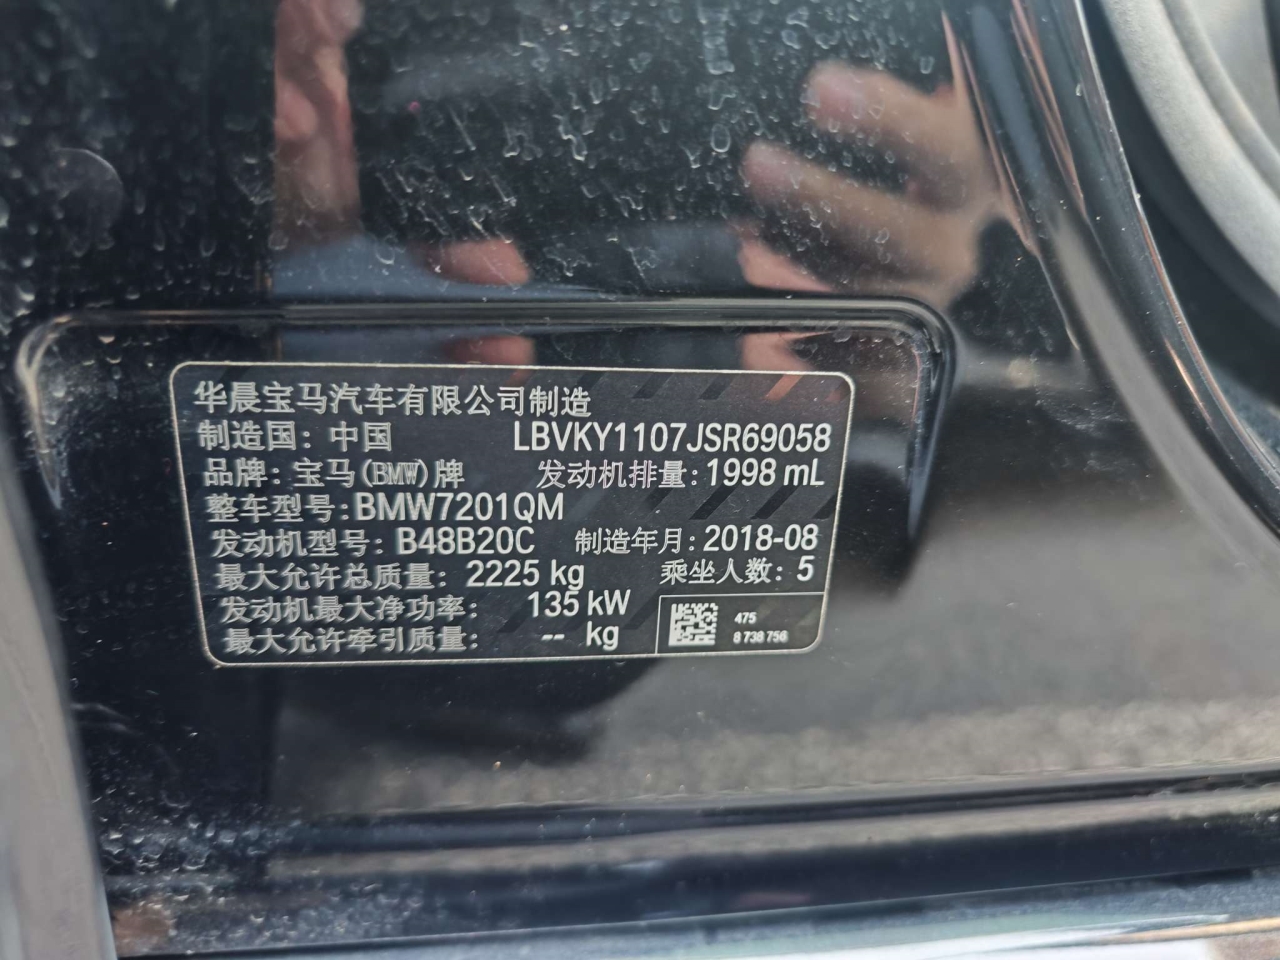 华晨宝马汽车有限公司制造
制造国：中国 LBVKY1107JSR69058
品牌：宝马(BMW)牌 发动机排量：1998 mL
整车型号：BMW7201QM
发动机型号：B48B20C 制造年月：2018-08
最大允许总质量：2225 kg 乘坐人数：5
发动机最大净功率：135 kW
最大允许牵引质量：-- kg
475
8 738 756